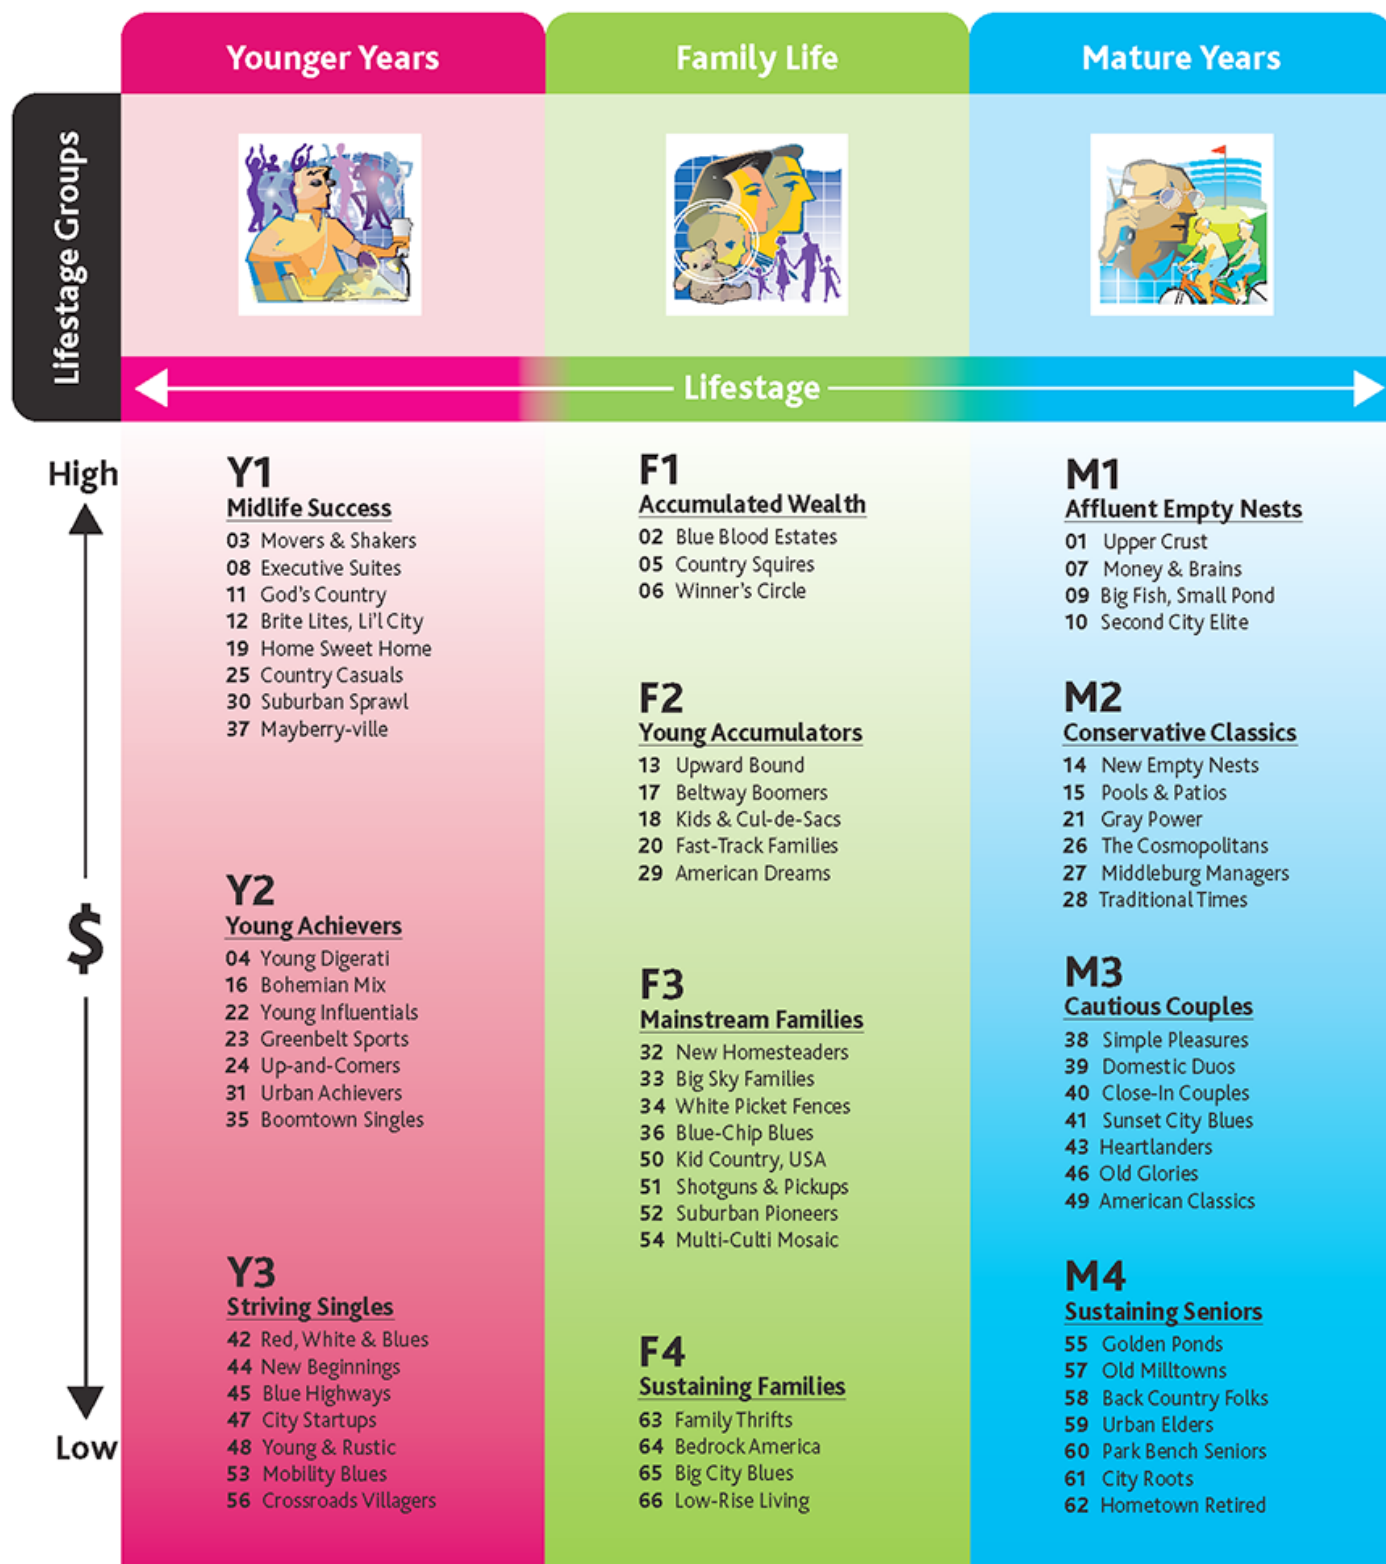 Younger Years
Family Life
Mature Years
Lifestage Groups
Lifestage
High
$
Low
Y1
Midlife Success
03 Movers & Shakers
08 Executive Suites
11 God's Country
12 Brite Lites, Li'l City
19 Home Sweet Home
25 Country Casuals
30 Suburban Sprawl
37 Mayberry-ville
Y2
Young Achievers
04 Young Digerati
16 Bohemian Mix
22 Young Influentials
23 Greenbelt Sports
24 Up-and-Comers
31 Urban Achievers
35 Boomtown Singles
Y3
Striving Singles
42 Red, White & Blues
44 New Beginnings
45 Blue Highways
47 City Startups
48 Young & Rustic
53 Mobility Blues
56 Crossroads Villagers
F1
Accumulated Wealth
02 Blue Blood Estates
05 Country Squires
06 Winner's Circle
F2
Young Accumulators
13 Upward Bound
17 Beltway Boomers
18 Kids & Cul-de-Sacs
20 Fast-Track Families
29 American Dreams
F3
Mainstream Families
32 New Homesteaders
33 Big Sky Families
34 White Picket Fences
36 Blue-Chip Blues
50 Kid Country, USA
51 Shotguns & Pickups
52 Suburban Pioneers
54 Multi-Culti Mosaic
F4
Sustaining Families
63 Family Thrifts
64 Bedrock America
65 Big City Blues
66 Low-Rise Living
M1
Affluent Empty Nests
01 Upper Crust
07 Money & Brains
09 Big Fish, Small Pond
10 Second City Elite
M2
Conservative Classics
14 New Empty Nests
15 Pools & Patios
21 Gray Power
26 The Cosmopolitans
27 Middleburg Managers
28 Traditional Times
M3
Cautious Couples
38 Simple Pleasures
39 Domestic Duos
40 Close-In Couples
41 Sunset City Blues
43 Heartlanders
46 Old Glories
49 American Classics
M4
Sustaining Seniors
55 Golden Ponds
57 Old Milltowns
58 Back Country Folks
59 Urban Elders
60 Park Bench Seniors
61 City Roots
62 Hometown Retired